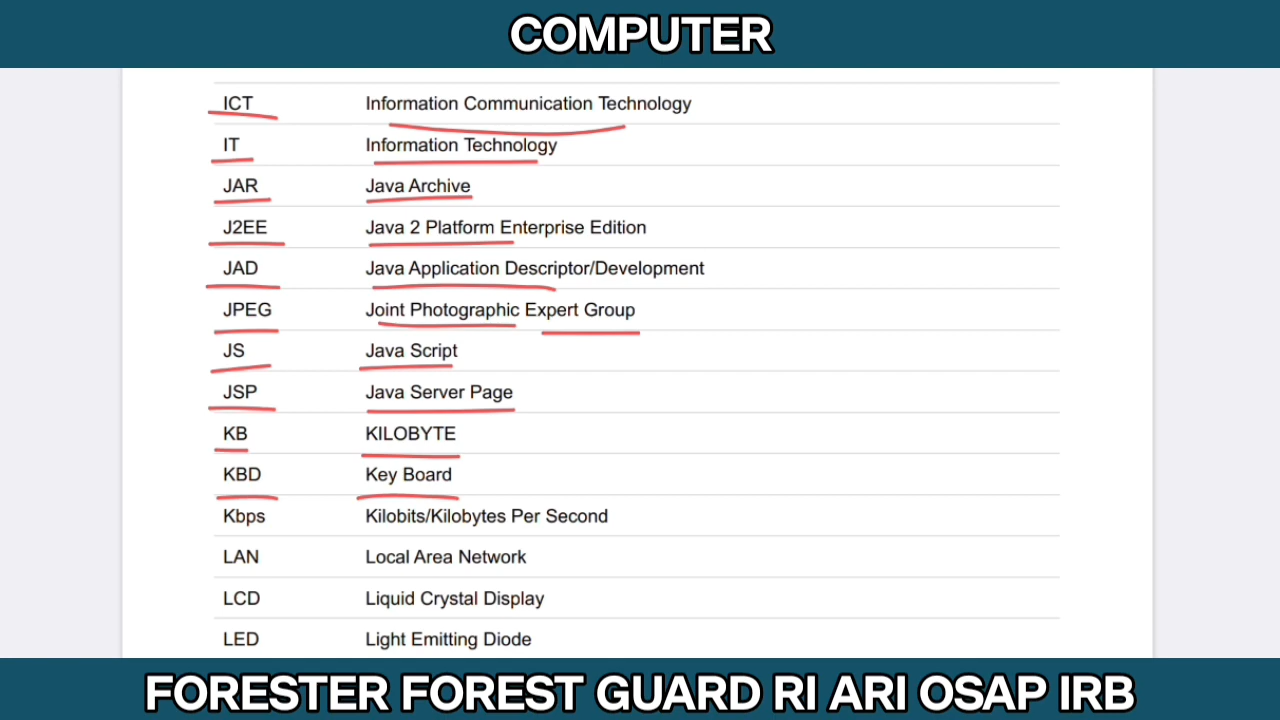 COMPUTER
ICT Information Communication Technology
IT Information Technology
JAR Java Archive
J2EE Java 2 Platform Enterprise Edition
JAD Java Application Descriptor/Development
JPEG Joint Photographic Expert Group
JS Java Script
JSP Java Server Page
KB KILOBYTE
KBD Key Board
Kbps Kilobits/Kilobytes Per Second
LAN Local Area Network
LCD Liquid Crystal Display
LED Light Emitting Diode
FORESTER FOREST GUARD RI ARI OSAP IRB